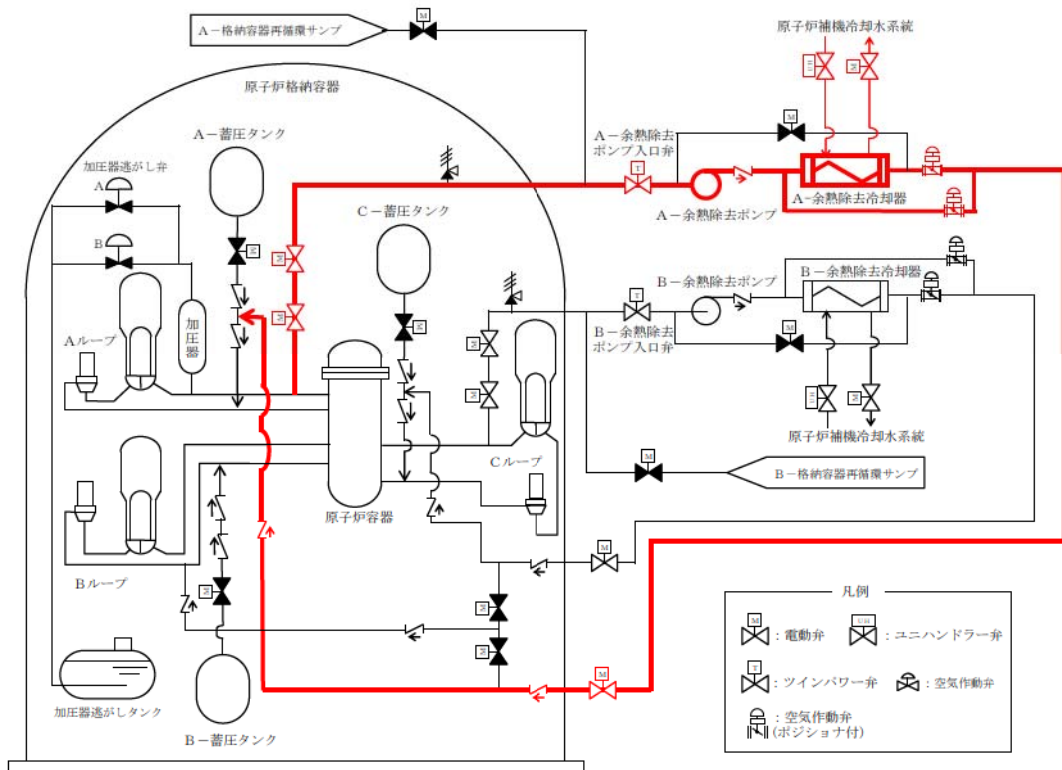 A－格納容器再循環サンプ
M
原子炉補機冷却水系統
UH
M
原子炉格納容器
A－蓄圧タンク
加圧器逃がし弁
A
B
C－蓄圧タンク
M
M
M
M
A－余熱除去
ポンプ入口弁
T
M
A－余熱除去冷却器
A－余熱除去ポンプ
B－余熱除去ポンプ
B－余熱除去冷却器
T
B－余熱除去
ポンプ入口弁
M
UH
M
原子炉補機冷却水系統
加圧器
Aループ
M
M
Cループ
原子炉容器
M
B－格納容器再循環サンプ
Bループ
M
M
M
M
M
加圧器逃がしタンク
B－蓄圧タンク
凡例
M
：電動弁
UH
：ユニハンドラー弁
T
：ツインパワー弁
：空気作動弁
：空気作動弁
(ポジショナ付)